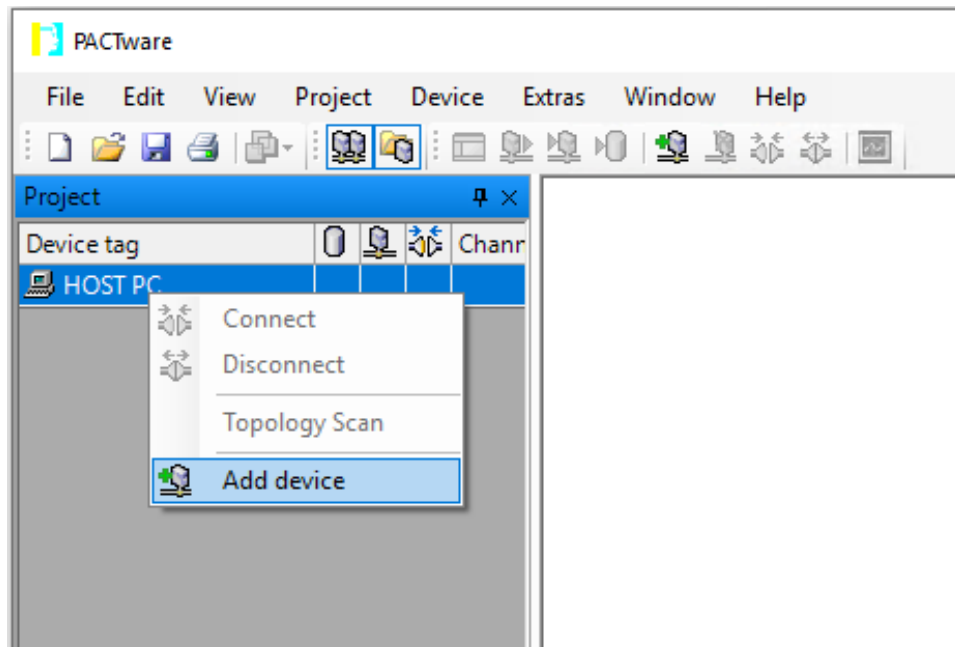 PACTware
File Edit View Project Device Extras Window Help
Project
Device tag Chann
HOST PC
Connect
Disconnect
Topology Scan
Add device